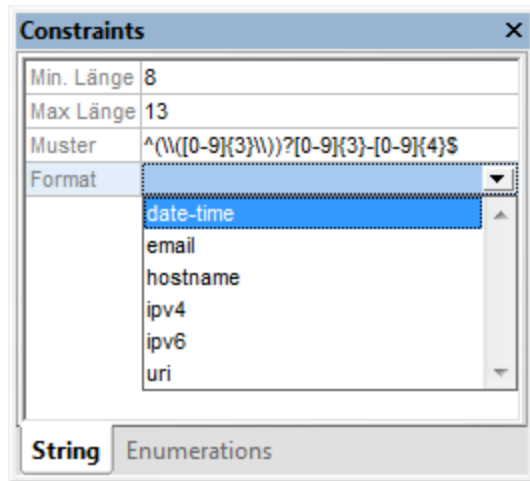 Constraints
Min. Länge 8
Max Länge 13
Muster ^(\\([0-9]{3}\\))?[0-9]{3}-[0-9]{4}$
Format
date-time
email
hostname
ipv4
ipv6
uri
String Enumerations